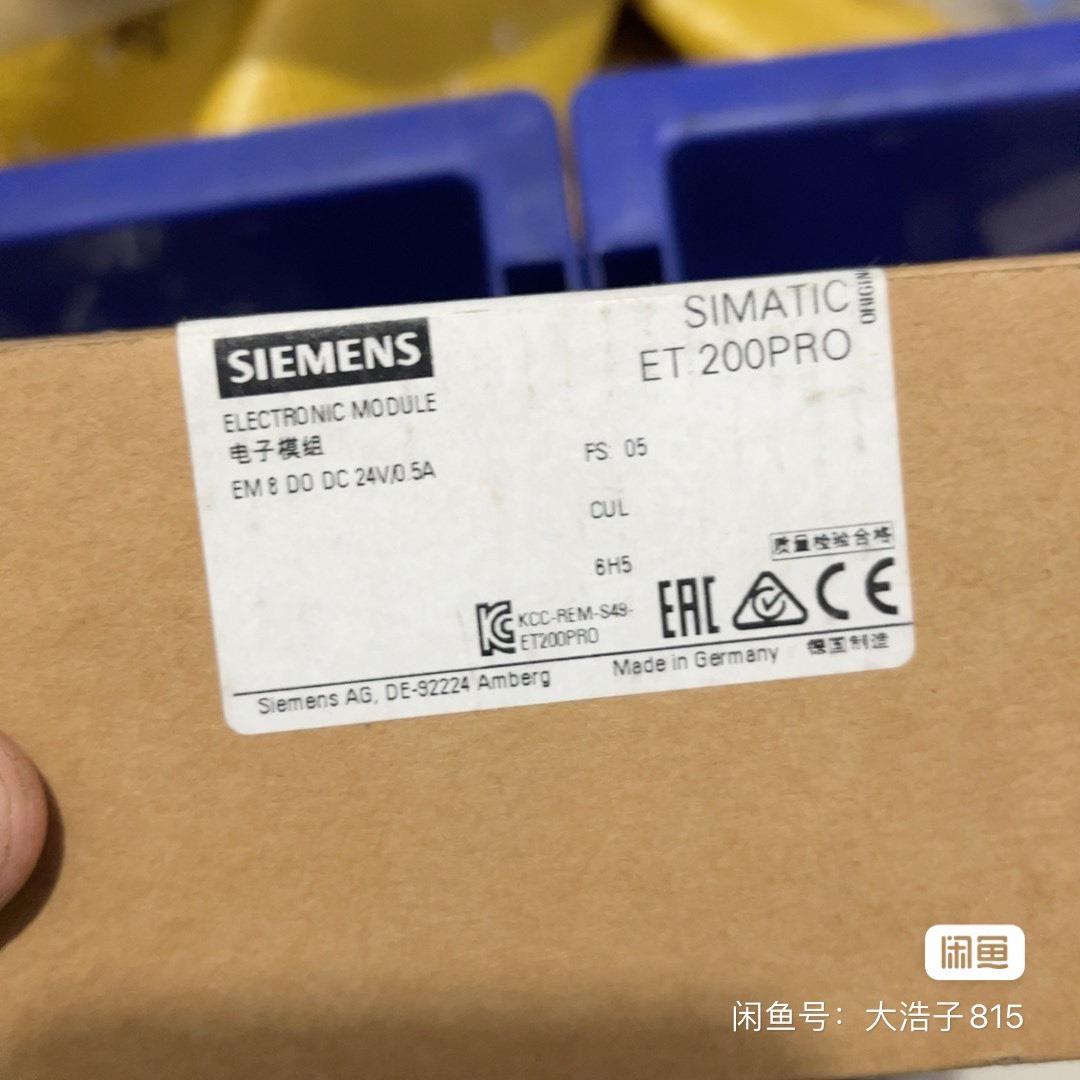 SIEMENS
SIMATIC
ET 200PRO
ELECTRONIC MODULE
电子模组
EM 8 DO DC 24V/0.5A
FS: 05
CUL
6H5
质量检验合格
KCC-REM-S49-
ET200PRO
EAC
CE
Siemens AG, DE-92224 Amberg
Made in Germany
德国制造
闲鱼
闲鱼号：大浩子815